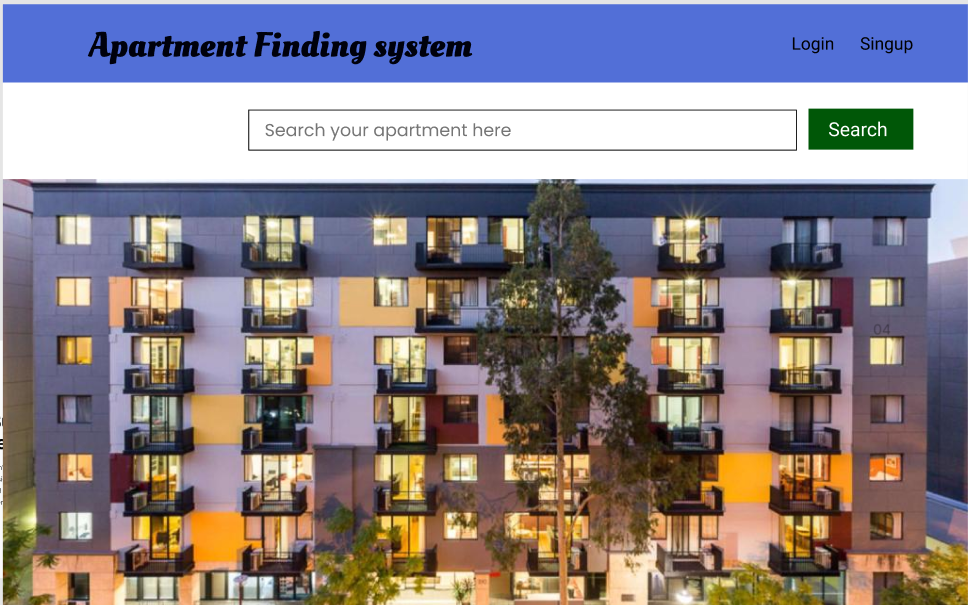 Apartment Finding system
Login Singup
Search your apartment here
Search
04